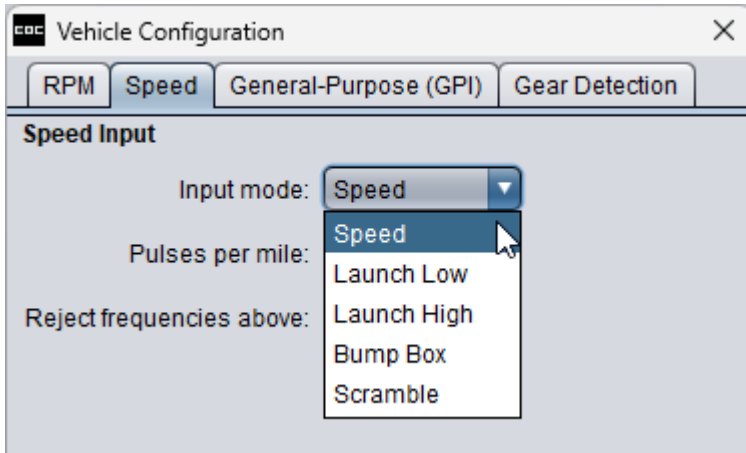 coc Vehicle Configuration
RPM Speed General-Purpose (GPI) Gear Detection
Speed Input
Input mode: Speed
Speed
Pulses per mile:
Launch Low
Reject frequencies above: Launch High
Bump Box
Scramble